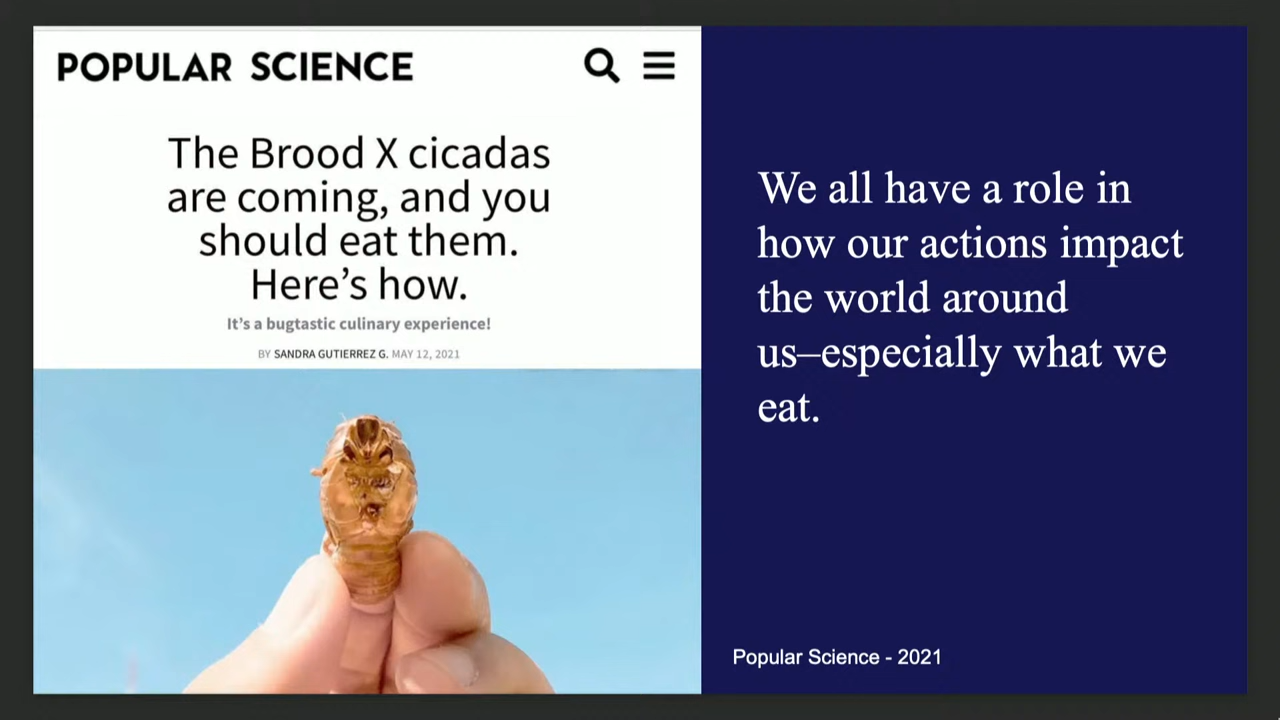 POPULAR SCIENCE
The Brood X cicadas
are coming, and you
should eat them.
Here’s how.
It’s a bugtastic culinary experience!
BY SANDRA GUTIERREZ G. MAY 12, 2021
We all have a role in
how our actions impact
the world around
us–especially what we
eat.
Popular Science - 2021